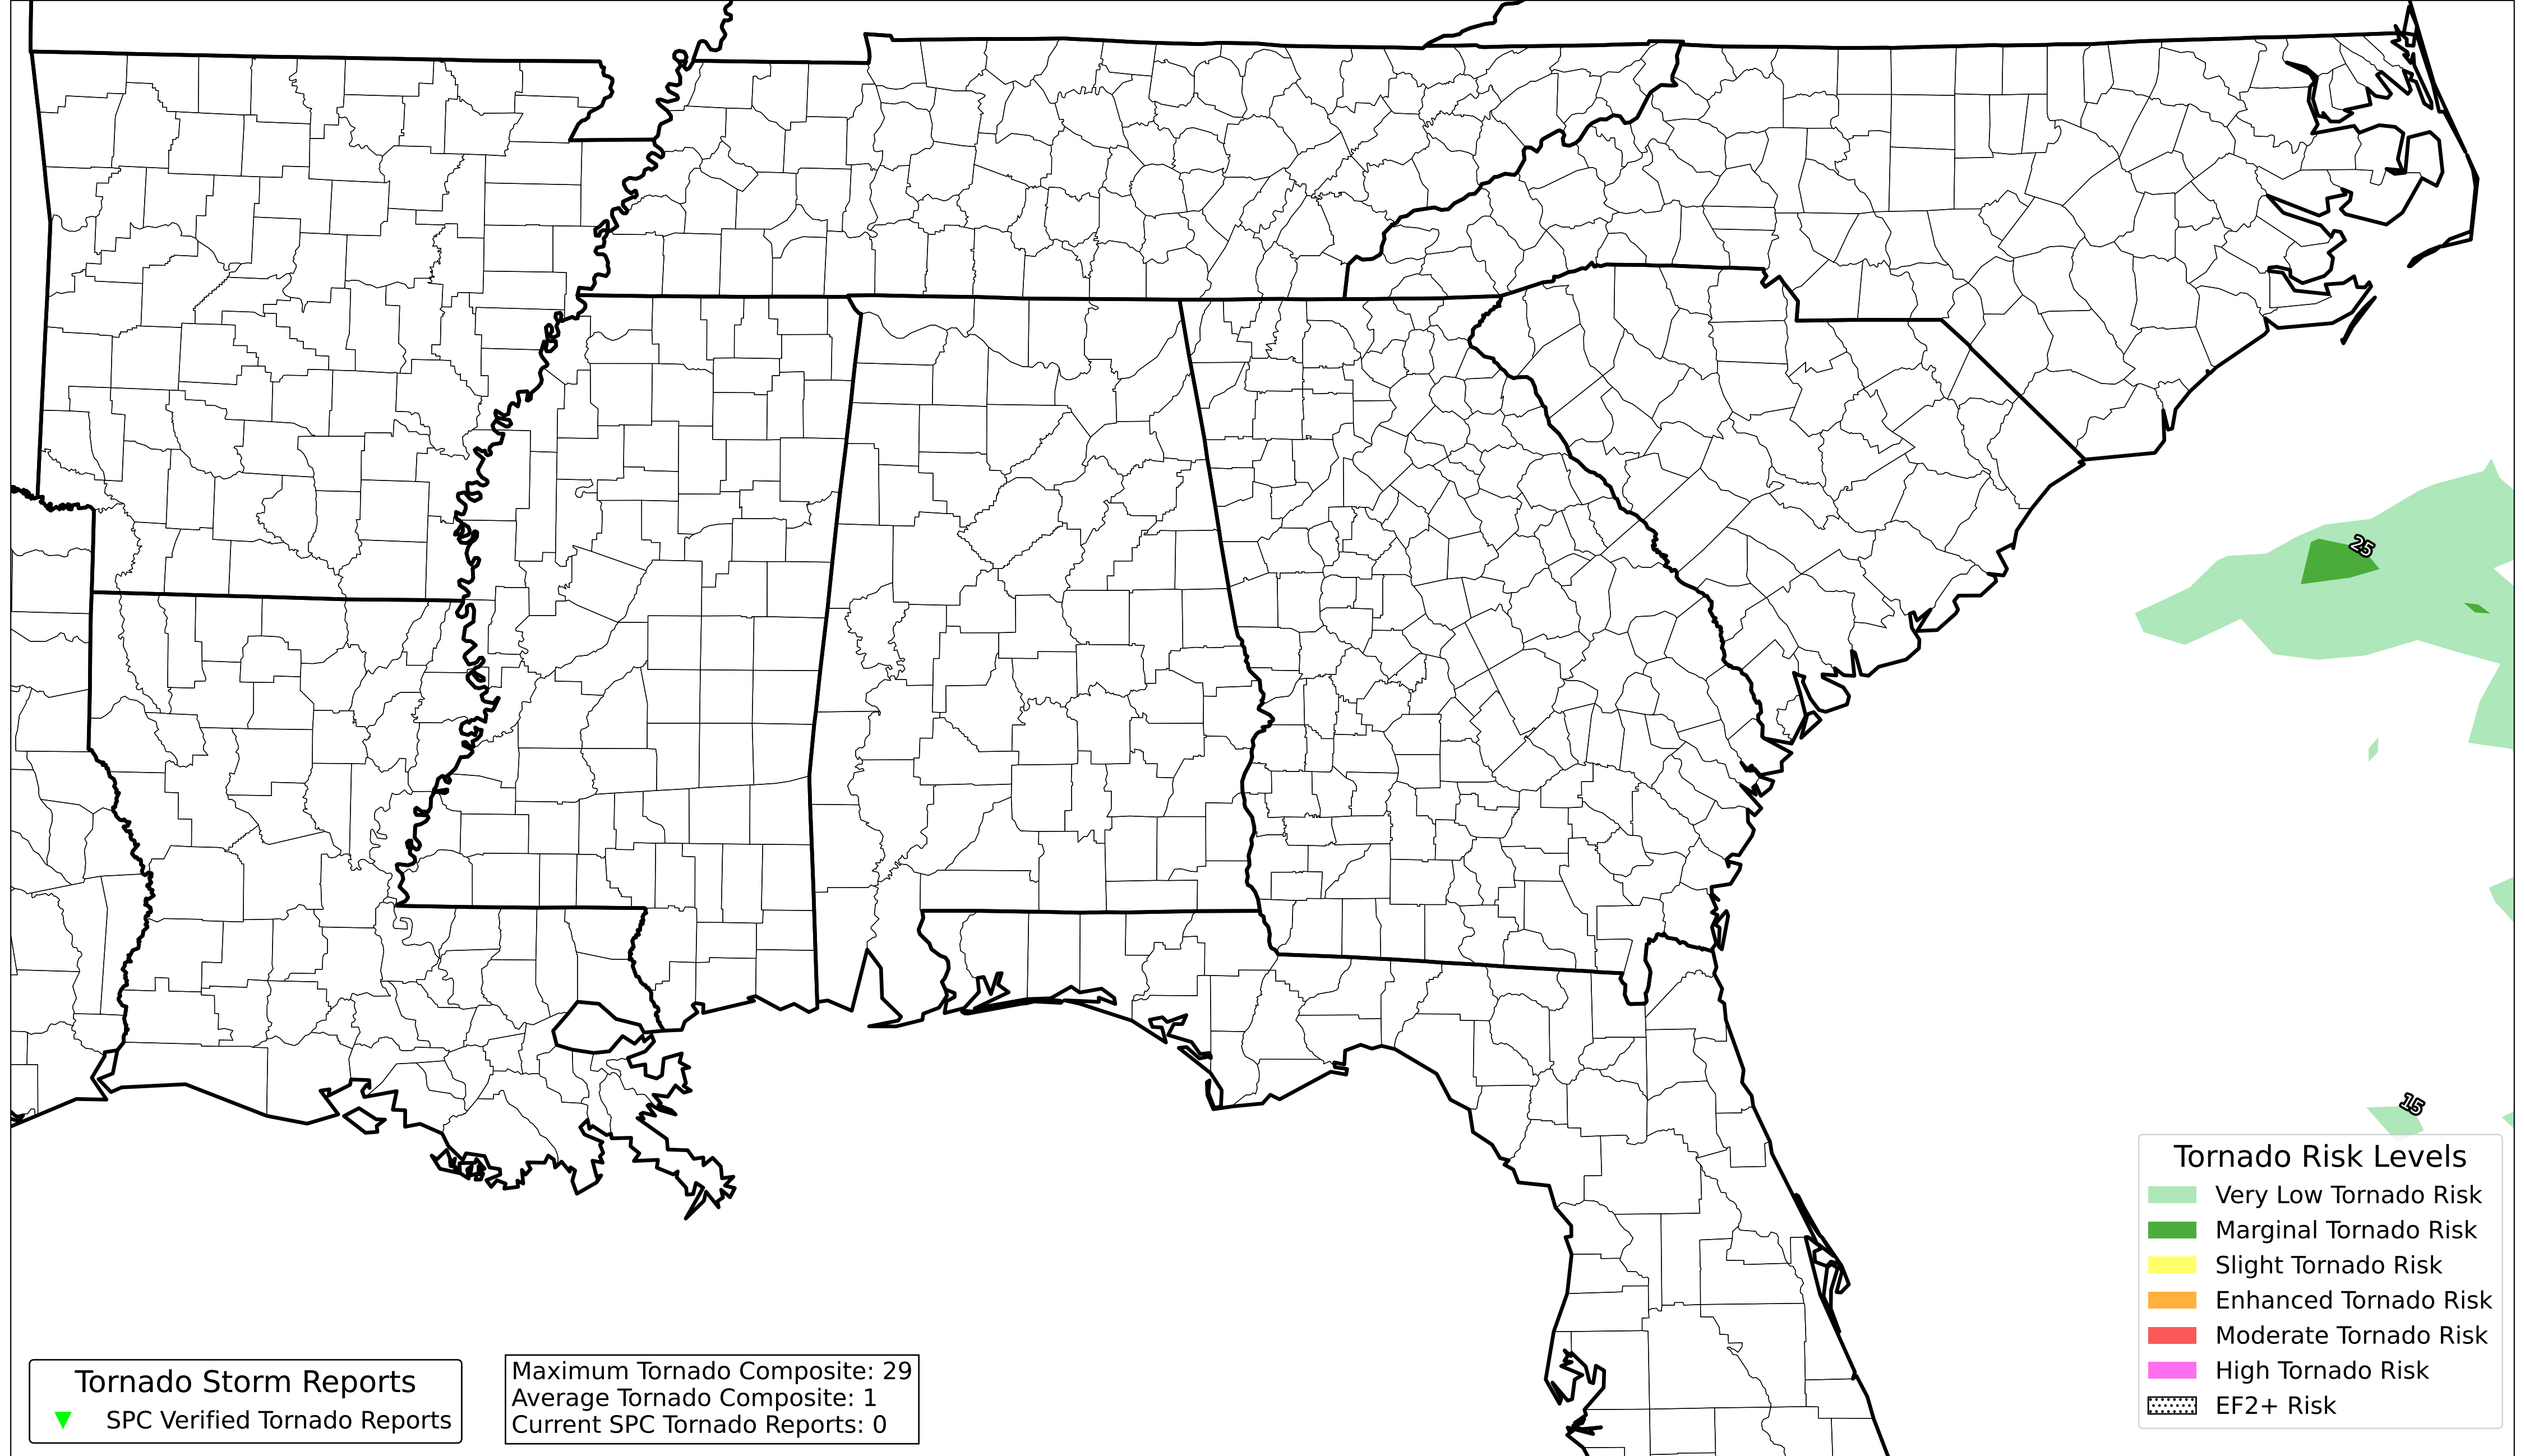 25
15
Tornado Risk Levels
Very Low Tornado Risk
Marginal Tornado Risk
Slight Tornado Risk
Enhanced Tornado Risk
Moderate Tornado Risk
High Tornado Risk
EF2+ Risk
Tornado Storm Reports
SPC Verified Tornado Reports
Maximum Tornado Composite: 29
Average Tornado Composite: 1
Current SPC Tornado Reports: 0